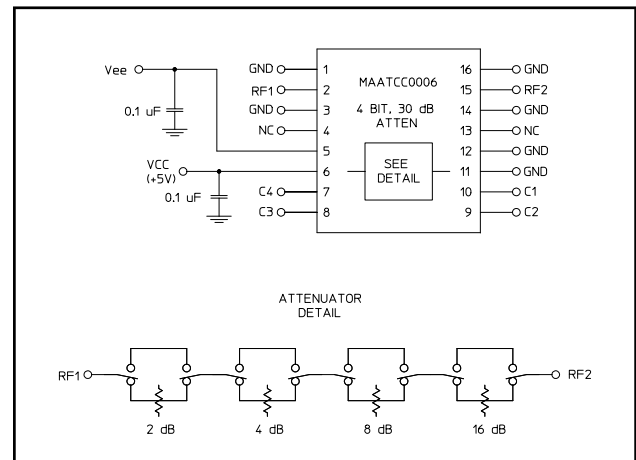 Vee
0.1 uF
VCC
(+5V)
0.1 uF
GND 1
RF1 2
GND 3
NC 4
5
6
C4 7
C3 8
MAATCC0006
4 BIT, 30 dB
ATTEN
SEE
DETAIL
16 GND
15 RF2
14 GND
13 NC
12 GND
11 GND
10 C1
9 C2
ATTENUATOR
DETAIL
RF1
RF2
2 dB
4 dB
8 dB
16 dB